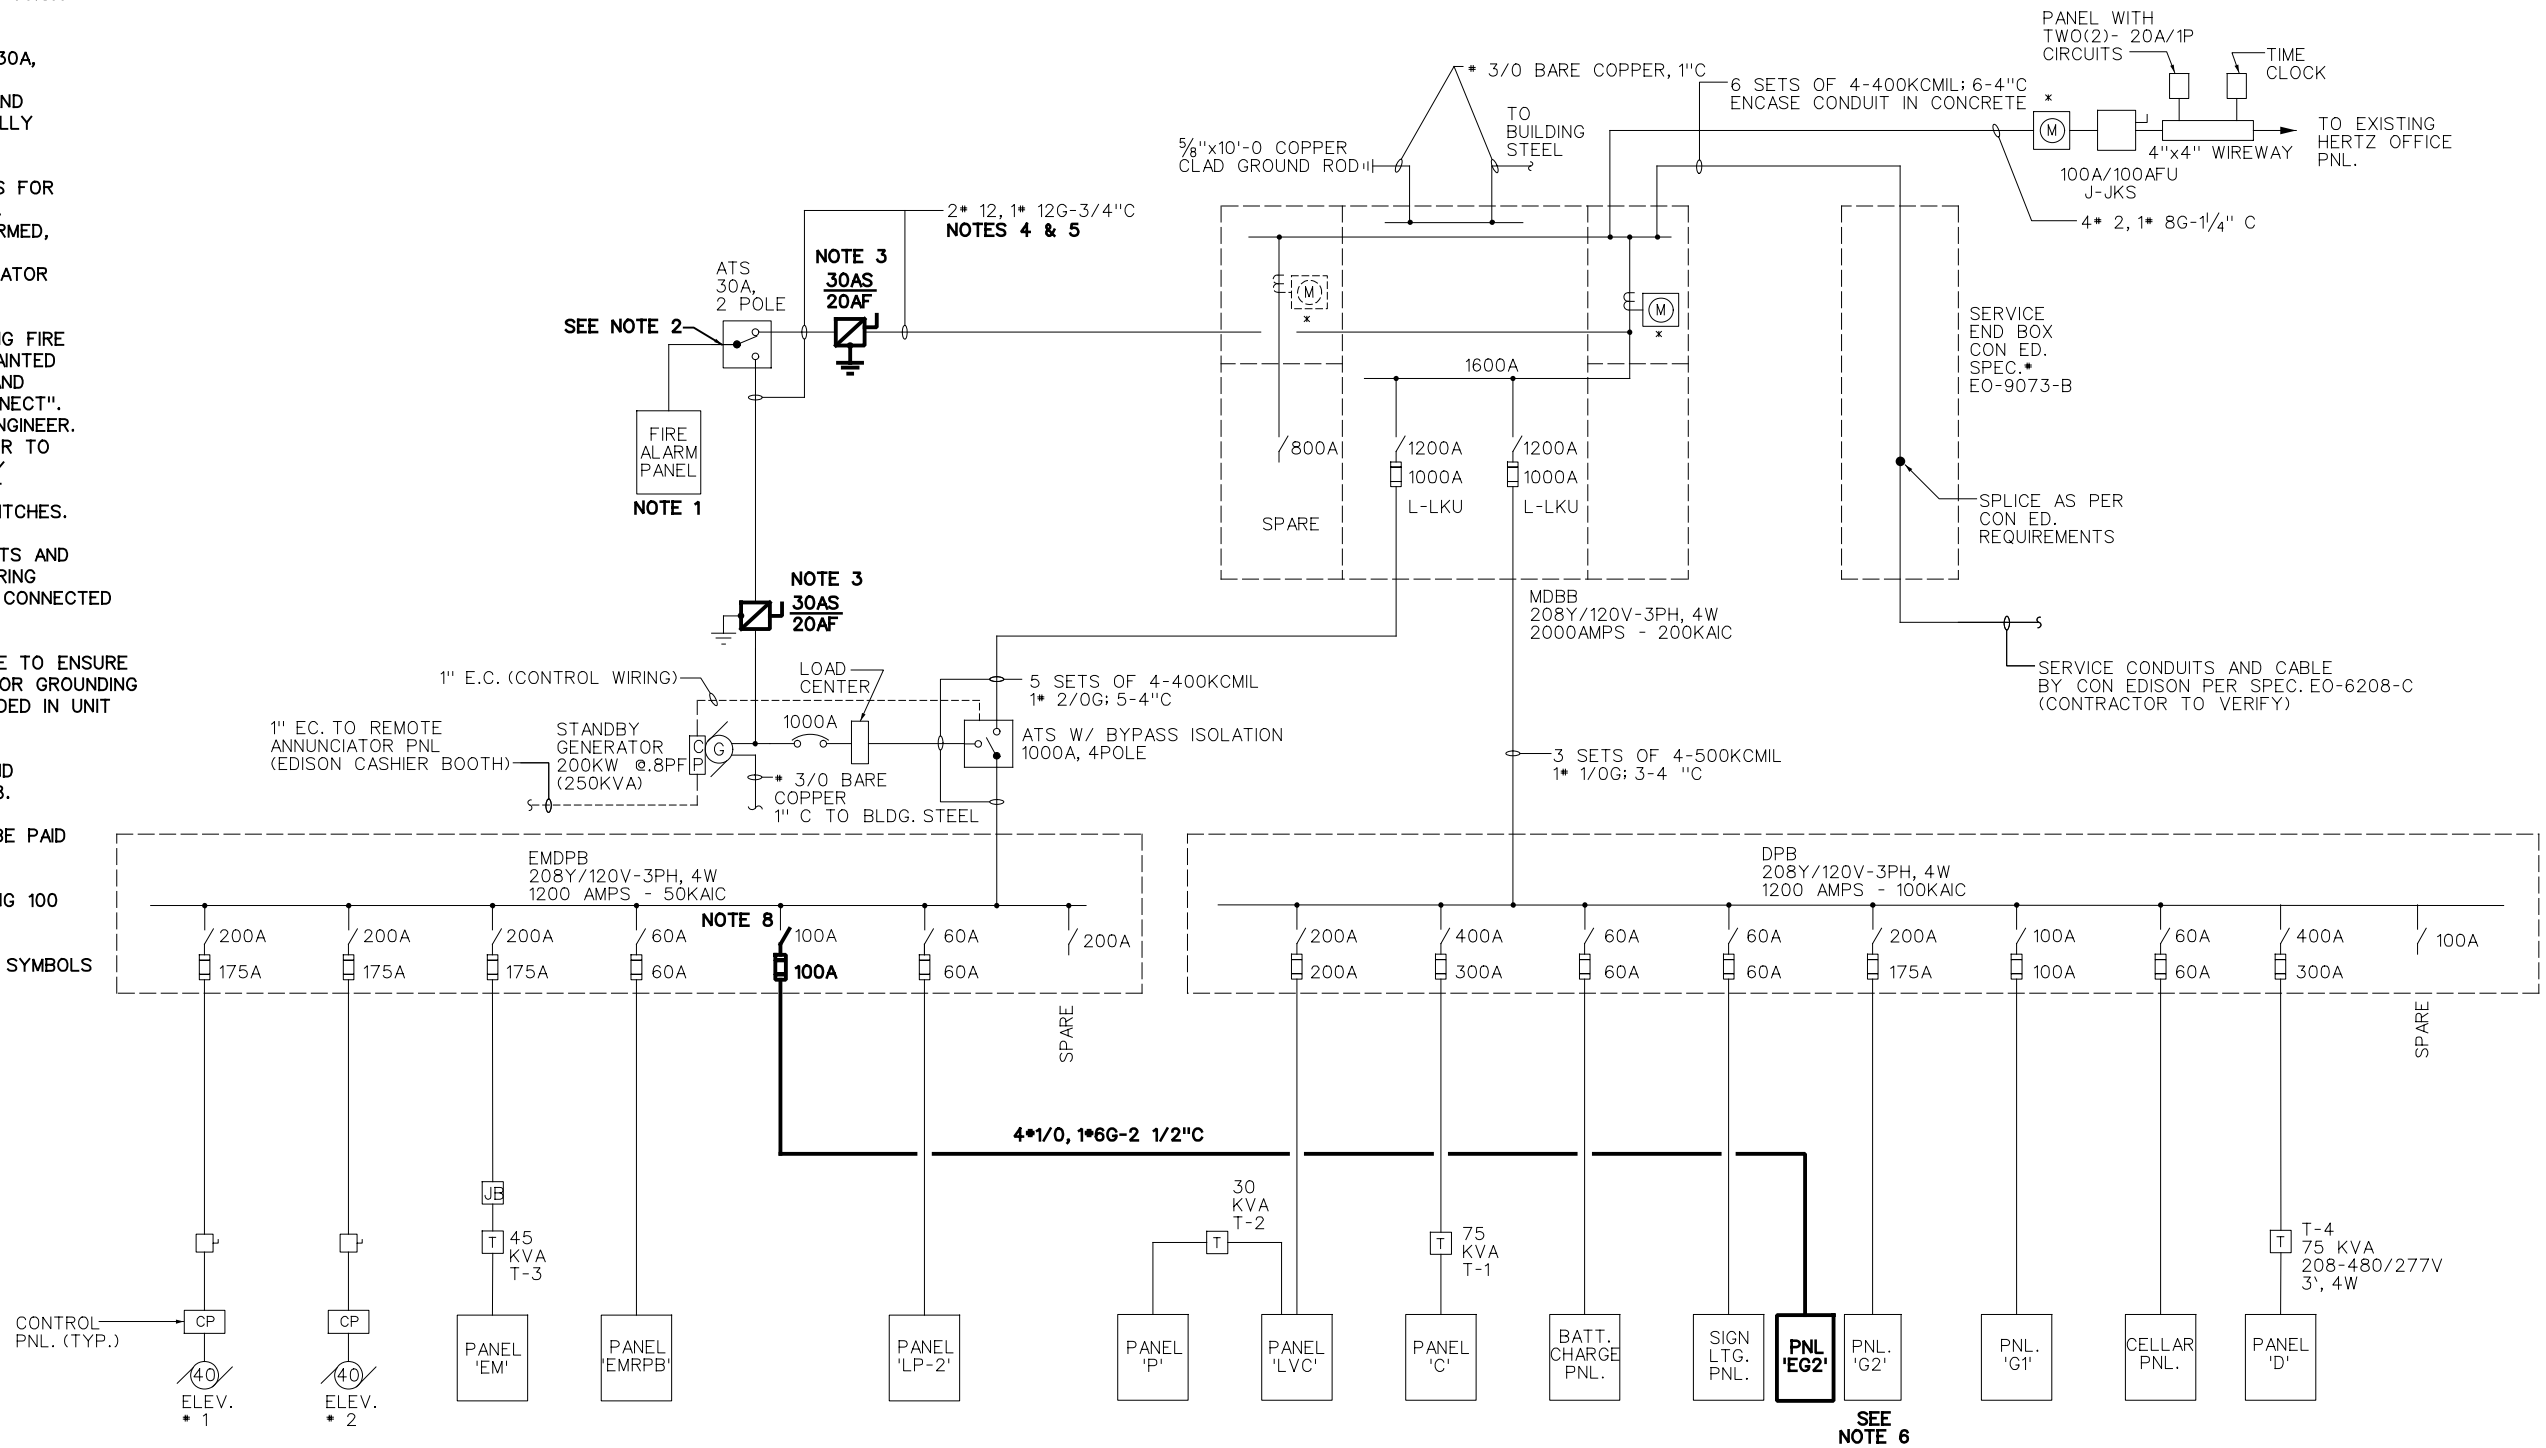 30A,
ND
LLY
S FOR
RMED,
ATOR
NG FIRE
AINTED
AND
NNECT".
NGINEER.
R TO
ITCHES.
TS AND
RING
CONNECTED
E TO ENSURE
OR GROUNDING
DED IN UNIT
ND
3.
BE PAID
NG 100
SYMBOLS
PANEL WITH
TWO(2)- 20A/1P
CIRCUITS
TIME
CLOCK
* 3/0 BARE COPPER, 1"C
6 SETS OF 4-400KCMIL; 6-4"C
ENCASE CONDUIT IN CONCRETE *
TO
BUILDING
STEEL
M
4"x4" WIREWAY
TO EXISTING
HERTZ OFFICE
PNL.
100A/100AFU
J-JKS
5/8"x10'-0 COPPER
CLAD GROUND ROD
4# 2, 1# 8G-1 1/4" C
2# 12, 1# 12G-3/4"C
NOTES 4 & 5
NOTE 3
30AS
20AF
ATS
30A,
2 POLE
SEE NOTE 2
FIRE
ALARM
PANEL
NOTE 1
M
*
M
*
1600A
800A
1200A
1000A
L-LKU
1200A
1000A
L-LKU
SPARE
SERVICE
END BOX
CON ED.
SPEC.#
EO-9073-B
SPLICE AS PER
CON ED.
REQUIREMENTS
NOTE 3
30AS
20AF
MDBB
208Y/120V-3PH, 4W
2000AMPS - 200KAIC
SERVICE CONDUITS AND CABLE
BY CON EDISON PER SPEC. EO-6208-C
(CONTRACTOR TO VERIFY)
1" E.C. (CONTROL WIRING)
LOAD
CENTER
5 SETS OF 4-400KCMIL
1# 2/0G; 5-4"C
1" EC. TO REMOTE
ANNUNCIATOR PNL
(EDISON CASHIER BOOTH)
STANDBY
GENERATOR
200KW @.8PF
(250KVA)
C
P
G
1000A
ATS W/ BYPASS ISOLATION
1000A, 4POLE
# 3/0 BARE
COPPER
1" C TO BLDG. STEEL
3 SETS OF 4-500KCMIL
1# 1/0G; 3-4 "C
EMDPB
208Y/120V-3PH, 4W
1200 AMPS - 50KAIC
NOTE 8
200A
175A
200A
175A
200A
175A
60A
60A
100A
100A
60A
60A
200A
SPARE
DPB
208Y/120V-3PH, 4W
1200 AMPS - 100KAIC
200A
200A
400A
300A
60A
60A
60A
60A
200A
175A
100A
100A
60A
60A
400A
300A
100A
SPARE
4#1/0, 1#6G-2 1/2"C
JB
T
45
KVA
T-3
30
KVA
T-2
T
T
75
KVA
T-1
T
T-4
75 KVA
208-480/277V
3`, 4W
CONTROL
PNL. (TYP.)
CP
40
ELEV.
# 1
CP
40
ELEV.
# 2
PANEL
'EM'
PANEL
'EMRPB'
PANEL
'LP-2'
PANEL
'P'
PANEL
'LVC'
PANEL
'C'
BATT.
CHARGE
PNL.
SIGN
LTG.
PNL.
PNL
'EG2'
PNL.
'G2'
SEE
NOTE 6
PNL.
'G1'
CELLAR
PNL.
PANEL
'D'